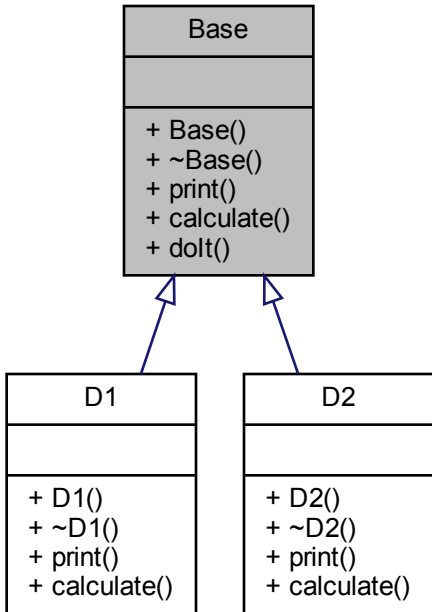 Base
+ Base()
+ ~Base()
+ print()
+ calculate()
+ doIt()
D1
+ D1()
+ ~D1()
+ print()
+ calculate()
D2
+ D2()
+ ~D2()
+ print()
+ calculate()